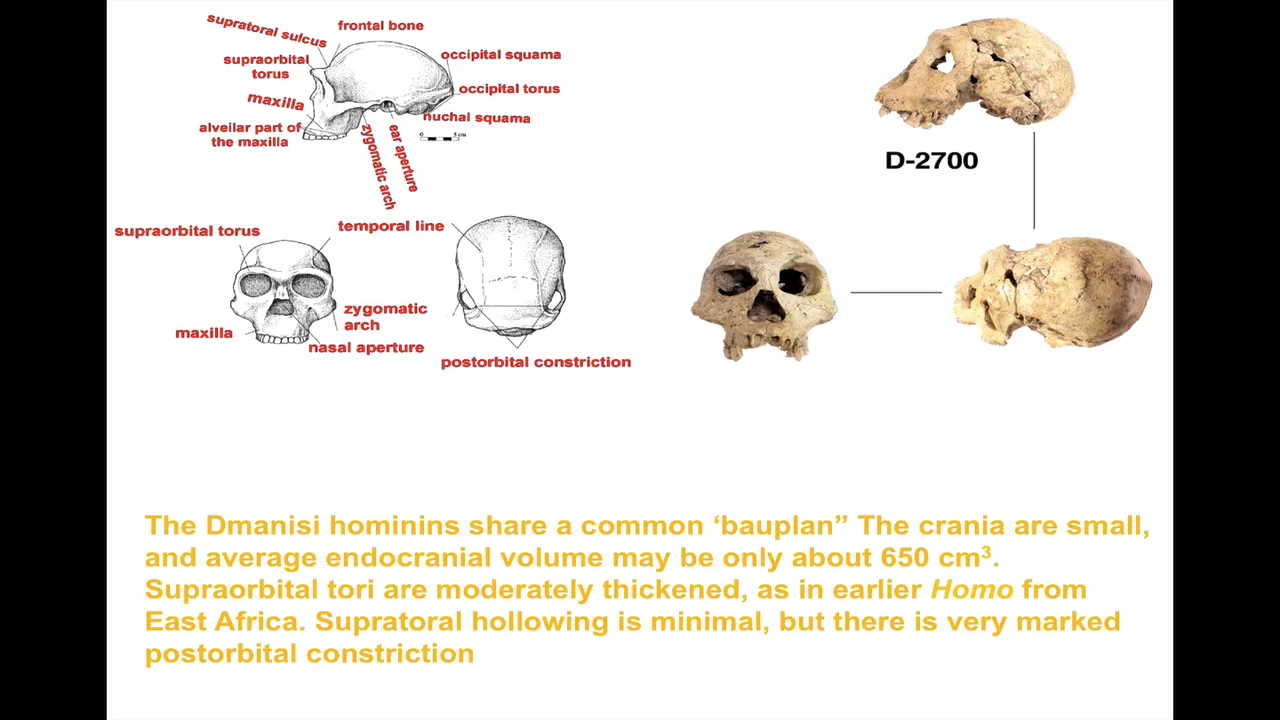 supratoral sulcus
frontal bone
supraorbital
torus
occipital squama
maxilla
occipital torus
alveilar part of
the maxilla
nuchal squama
0 5 cm
zygomatic arch
ear aperture
D-2700
supraorbital torus
temporal line
zygomatic
arch
maxilla
nasal aperture
postorbital constriction
The Dmanisi hominins share a common ‘bauplan” The crania are small,
and average endocranial volume may be only about 650 cm³.
Supraorbital tori are moderately thickened, as in earlier Homo from
East Africa. Supratoral hollowing is minimal, but there is very marked
postorbital constriction